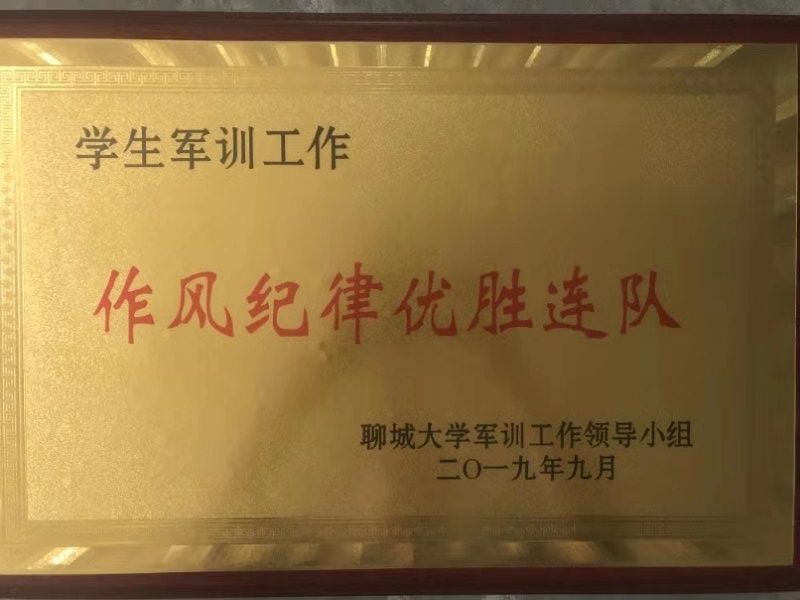 学生军训工作
作风纪律优胜连队
聊城大学军训工作领导小组
二〇一九年九月